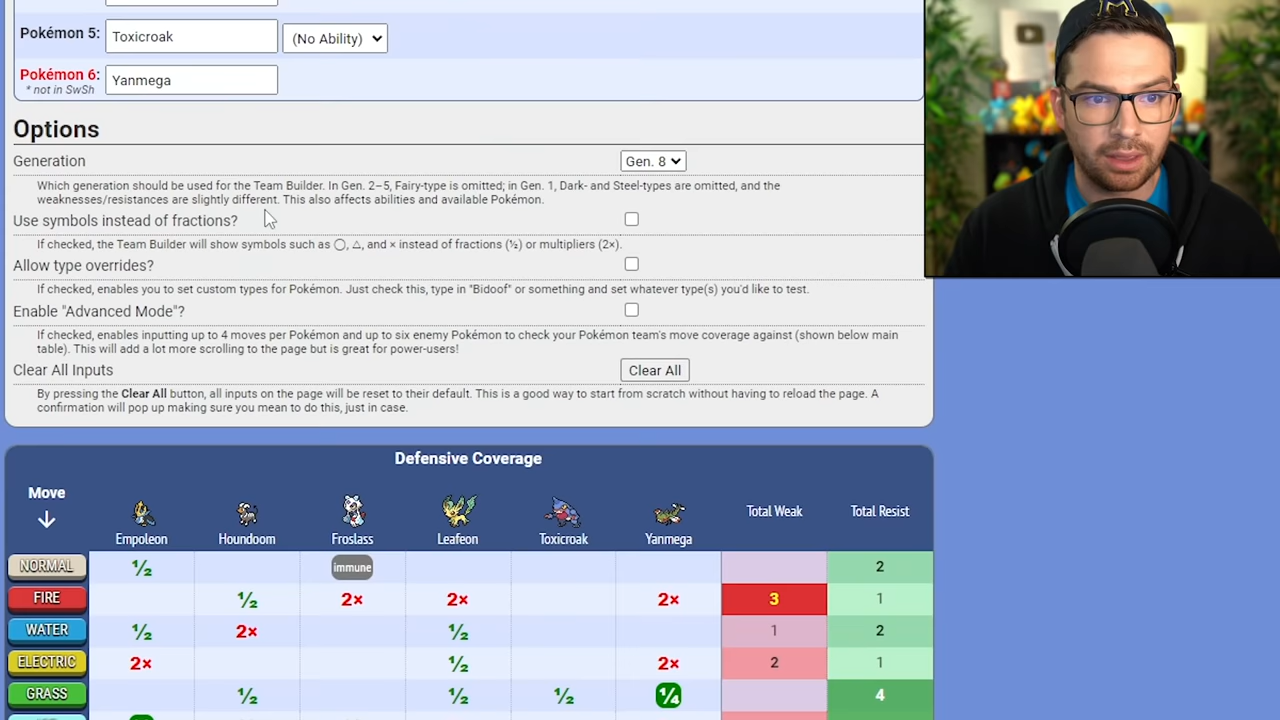 Pokémon 5: Toxicroak (No Ability)
Pokémon 6: Yanmega
* not in SwSh
Options
Generation Gen. 8
Which generation should be used for the Team Builder. In Gen. 2–5, Fairy-type is omitted; in Gen. 1, Dark- and Steel-types are omitted, and the
weaknesses/resistances are slightly different. This also affects abilities and available Pokémon.
Use symbols instead of fractions?
If checked, the Team Builder will show symbols such as ◯, △, and × instead of fractions (½) or multipliers (2×).
Allow type overrides?
If checked, enables you to set custom types for Pokémon. Just check this, type in "Bidoof" or something and set whatever type(s) you'd like to test.
Enable "Advanced Mode"?
If checked, enables inputting up to 4 moves per Pokémon and up to six enemy Pokémon to check your Pokémon team's move coverage against (shown below main
table). This will add a lot more scrolling to the page but is great for power-users!
Clear All Inputs Clear All
By pressing the Clear All button, all inputs on the page will be reset to their default. This is a good way to start from scratch without having to reload the page. A
confirmation will pop up making sure you mean to do this, just in case.
Defensive Coverage
Move Empoleon Houndoom Froslass Leafeon Toxicroak Yanmega Total Weak Total Resist
NORMAL ½ immune 2
FIRE ½ 2× 2× 2× 3 1
WATER ½ 2× ½ 1 2
ELECTRIC 2× ½ 2× 2 1
GRASS ½ ½ ½ ¼ 4